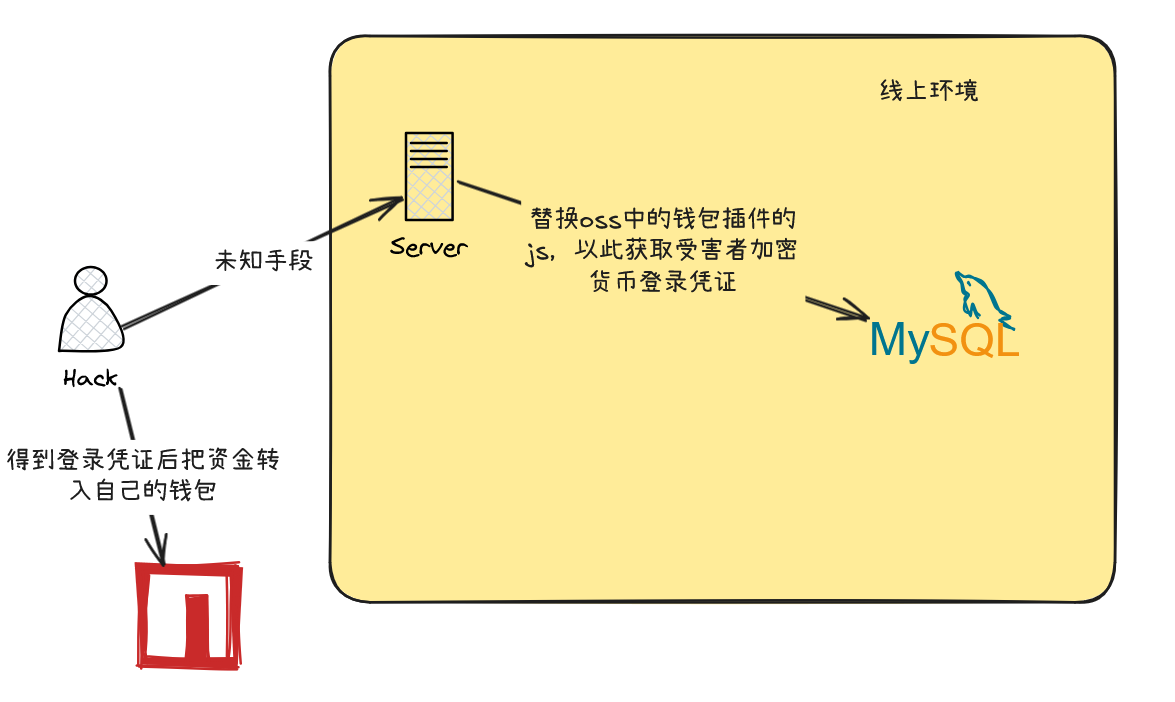 线上环境
替换oss中的钱包插件的
js，以此获取受害者加密
货币登录凭证
Server
未知手段
MySQL
Hack
得到登录凭证后把资金转
入自己的钱包